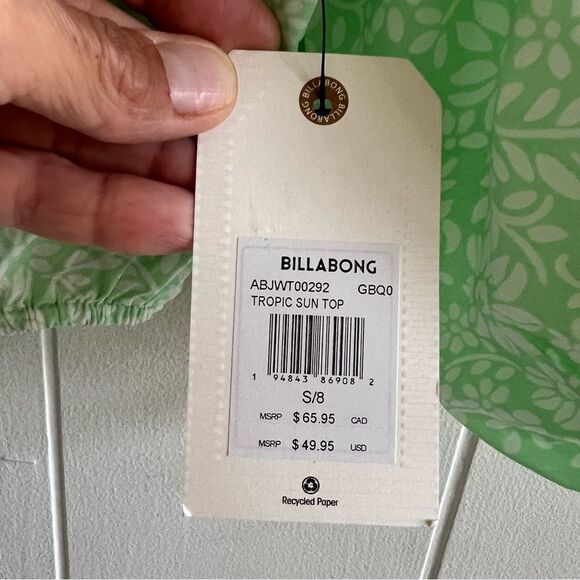 BILLABONG BILLABONG
BILLABONG
ABJWT00292 GBQ0
TROPIC SUN TOP
1 94843 86908 2
S/8
MSRP $65.95 CAD
MSRP $49.95 USD
Recycled Paper